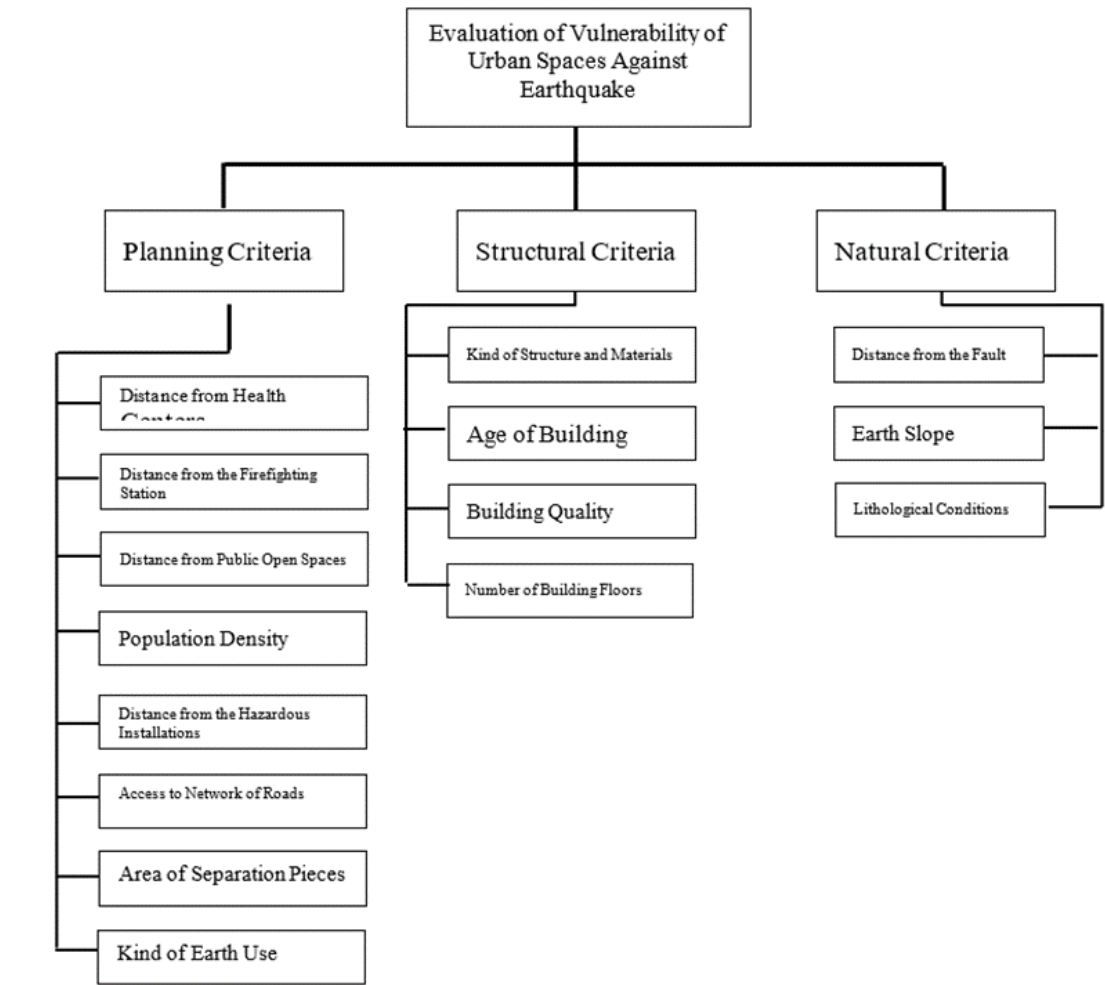 Evaluation of Vulnerability of
Urban Spaces Against
Earthquake
Planning Criteria
Structural Criteria
Natural Criteria
Distance from Health
Centers
Distance from the Firefighting
Station
Distance from Public Open Spaces
Population Density
Distance from the Hazardous
Installations
Access to Network of Roads
Area of Separation Pieces
Kind of Earth Use
Kind of Structure and Materials
Age of Building
Building Quality
Number of Building Floors
Distance from the Fault
Earth Slope
Lithological Conditions